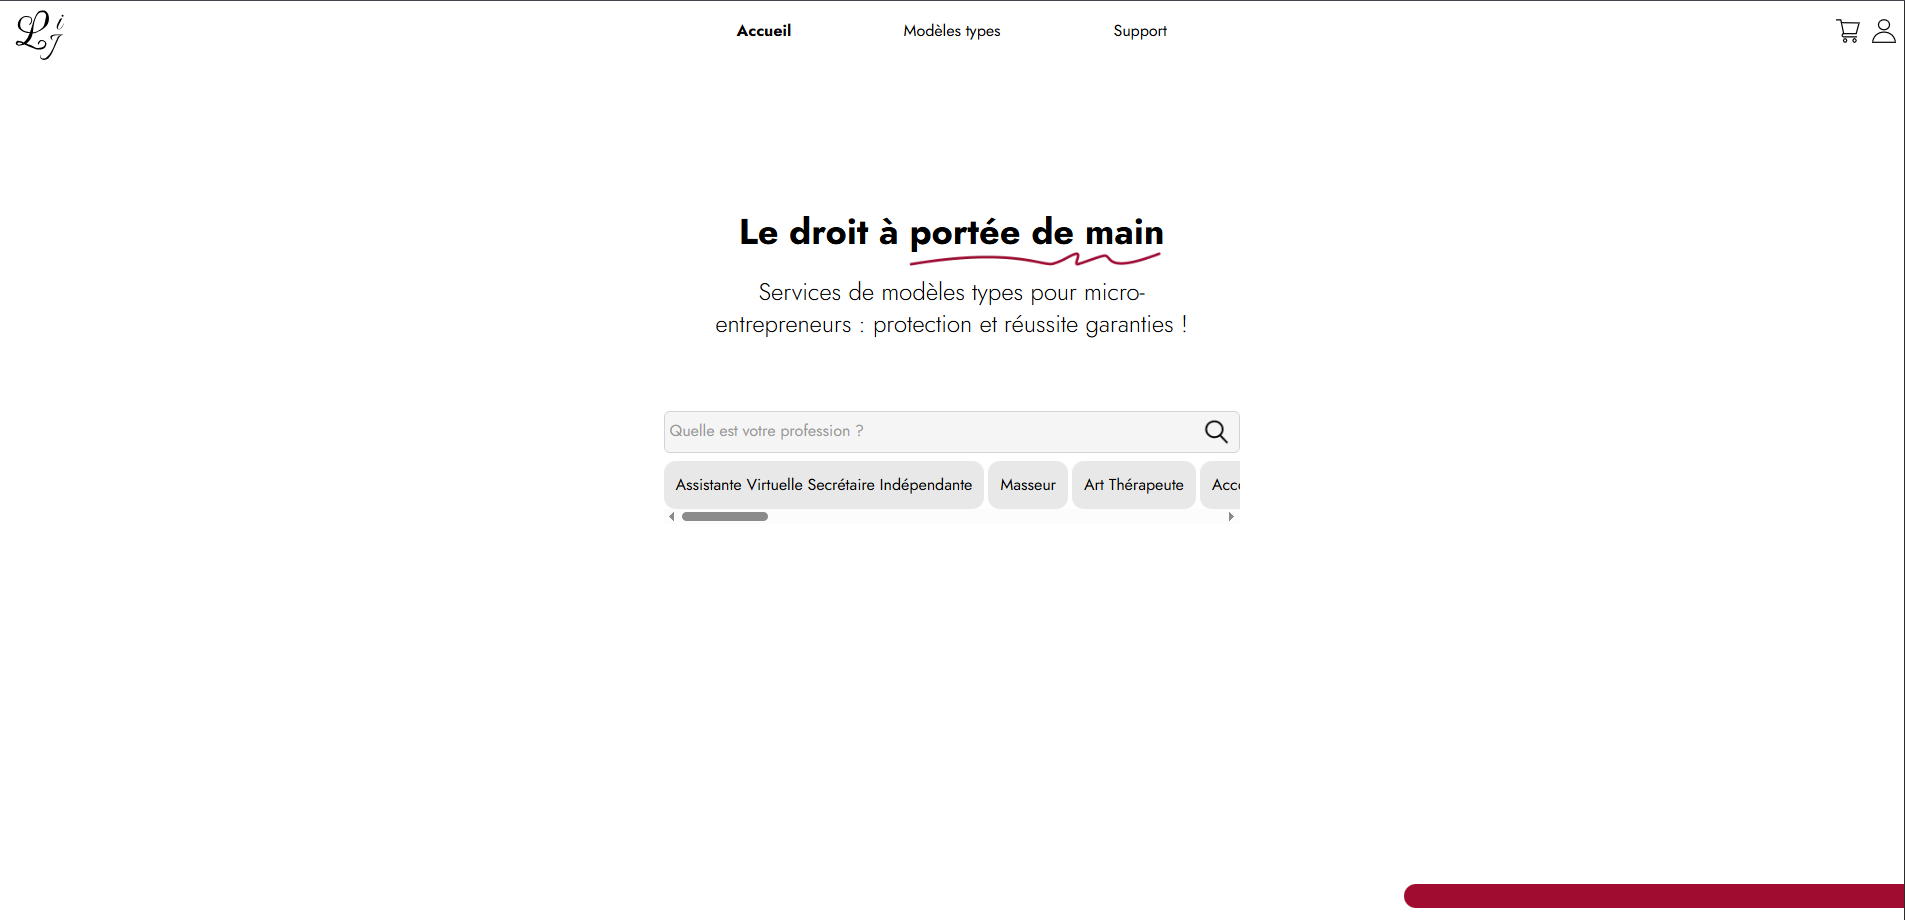 L i J
Accueil
Modèles types
Support
Le droit à portée de main
Services de modèles types pour micro-
entrepreneurs : protection et réussite garanties !
Quelle est votre profession ?
Assistante Virtuelle Secrétaire Indépendante
Masseur
Art Thérapeute
Acc